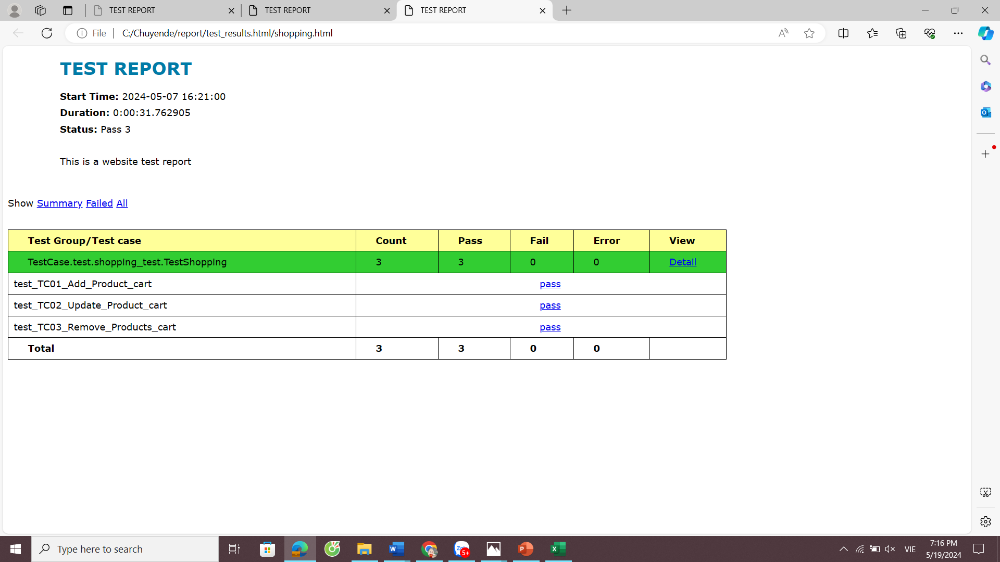 TEST REPORT
TEST REPORT
TEST REPORT
File
C:/Chuyende/report/test_results.html/shopping.html
TEST REPORT
Start Time: 2024-05-07 16:21:00
Duration: 0:00:31.762905
Status: Pass 3
This is a website test report
Show Summary Failed All
Test Group/Test case Count Pass Fail Error View
TestCase.test.shopping_test.TestShopping 3 3 0 0 Detail
test_TC01_Add_Product_cart pass
test_TC02_Update_Product_cart pass
test_TC03_Remove_Products_cart pass
Total 3 3 0 0
Type here to search
5+
VIE
7:16 PM
5/19/2024